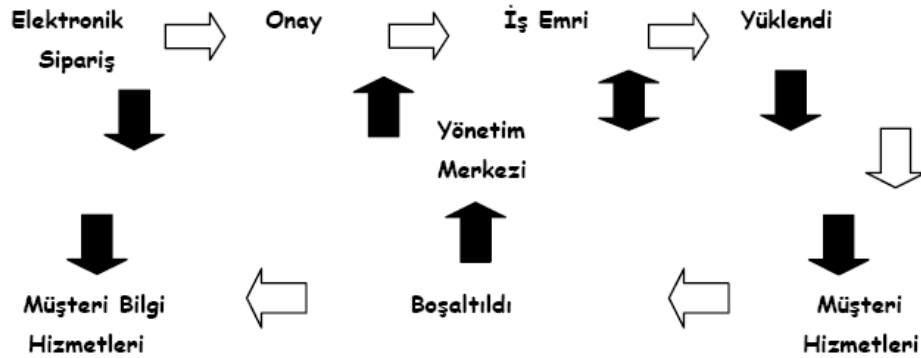 Elektronik
Sipariş
Onay
İş Emri
Yüklendi
Yönetim
Merkezi
Müşteri Bilgi
Hizmetleri
Boşaltıldı
Müşteri
Hizmetleri